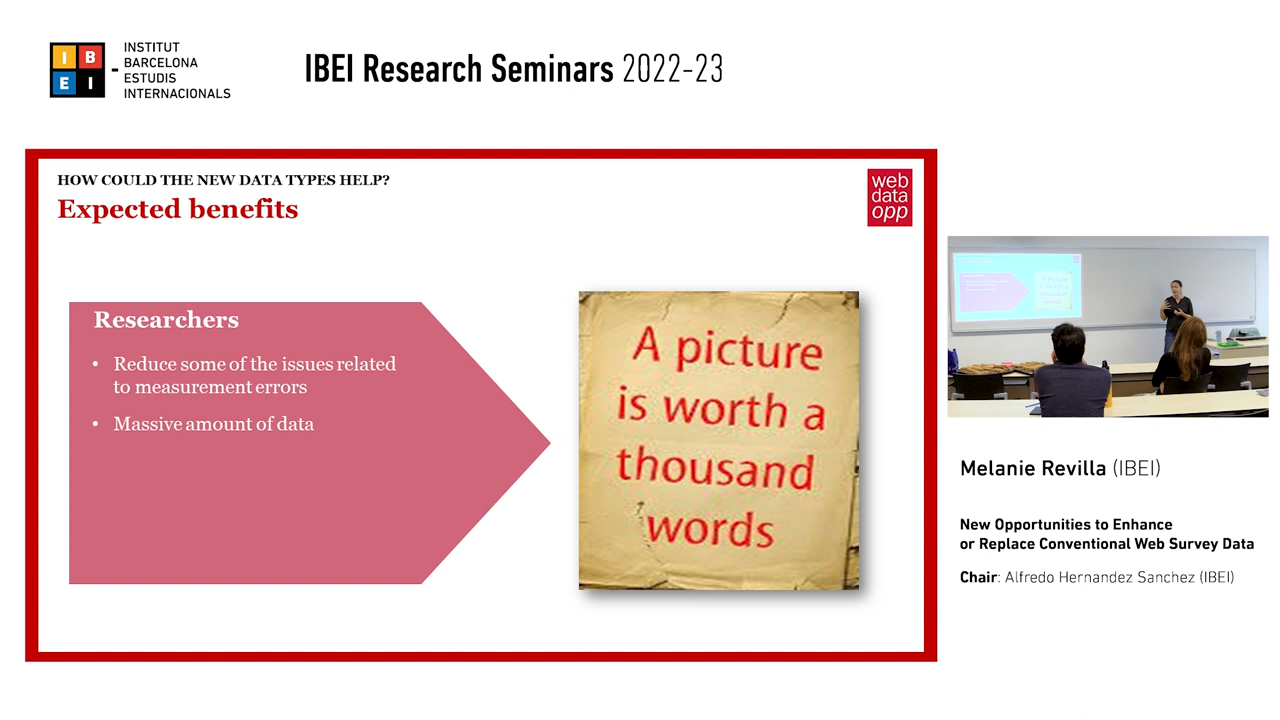 I B
E I
INSTITUT
BARCELONA
ESTUDIS
INTERNACIONALS
IBEI Research Seminars 2022-23
HOW COULD THE NEW DATA TYPES HELP?
Expected benefits
web
data
opp
Researchers
• Reduce some of the issues related
to measurement errors
• Massive amount of data
A picture
is worth a
thousand
words
Melanie Revilla (IBEI)
New Opportunities to Enhance
or Replace Conventional Web Survey Data
Chair: Alfredo Hernandez Sanchez (IBEI)